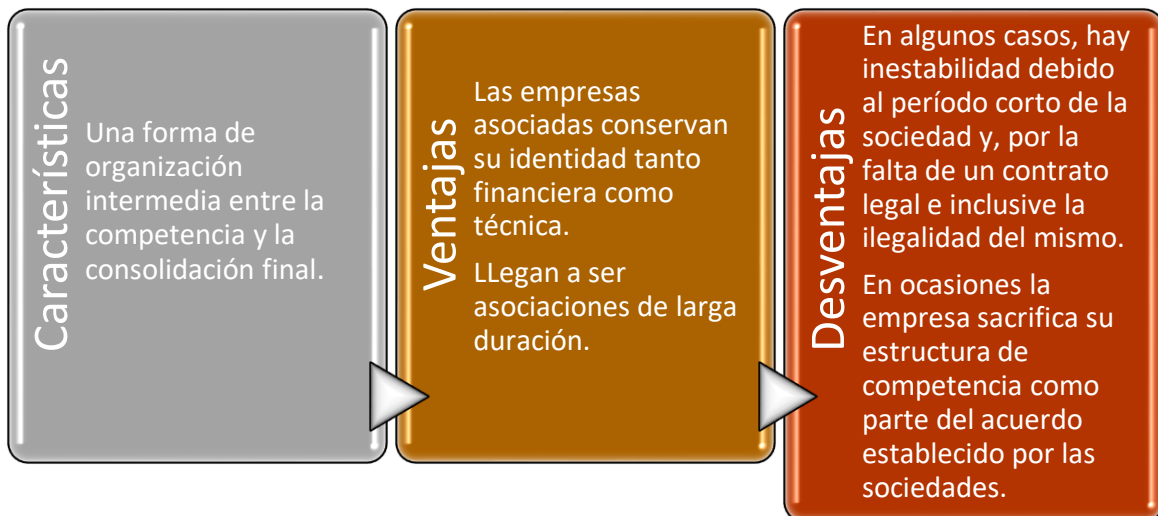 Características
Una forma de
organización
intermedia entre la
competencia y la
consolidación final.
Ventajas
Las empresas
asociadas conservan
su identidad tanto
financiera como
técnica.
LLegan a ser
asociaciones de larga
duración.
Desventajas
En algunos casos, hay
inestabilidad debido
al período corto de la
sociedad y, por la
falta de un contrato
legal e inclusive la
ilegalidad del mismo.
En ocasiones la
empresa sacrifica su
estructura de
competencia como
parte del acuerdo
establecido por las
sociedades.